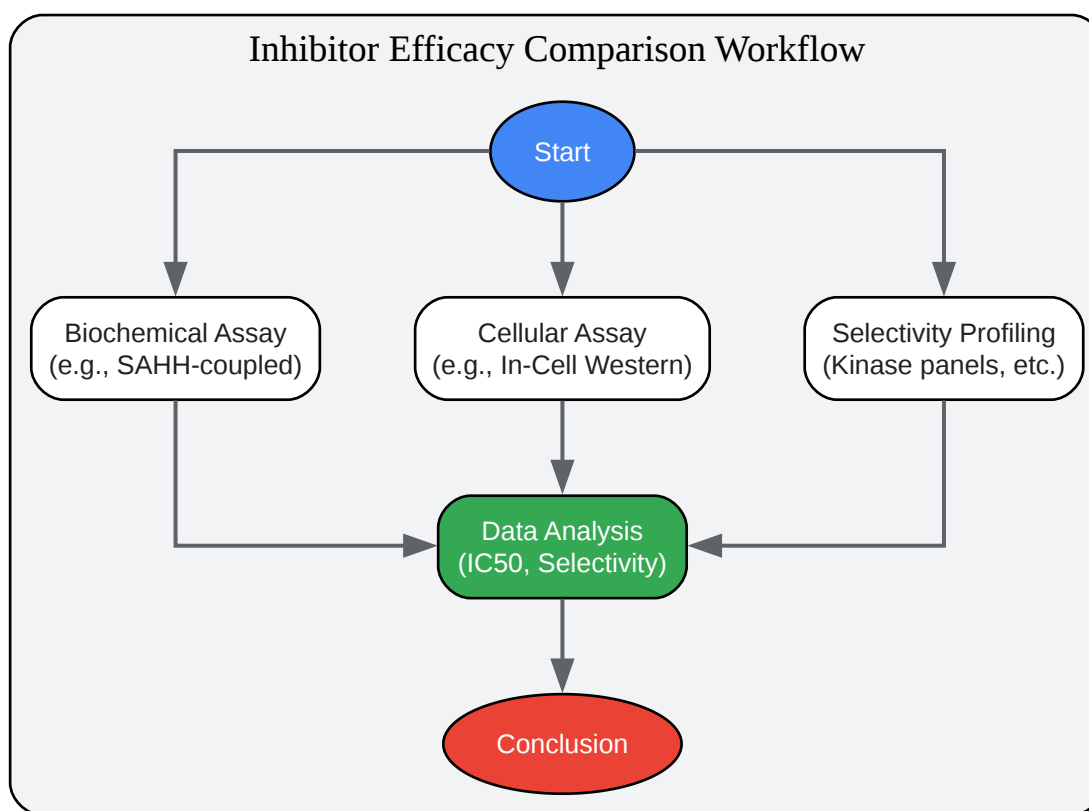 Inhibitor Efficacy Comparison Workflow
Start
Biochemical Assay
(e.g., SAHH-coupled)
Cellular Assay
(e.g., In-Cell Western)
Selectivity Profiling
(Kinase panels, etc.)
Data Analysis
(IC50, Selectivity)
Conclusion